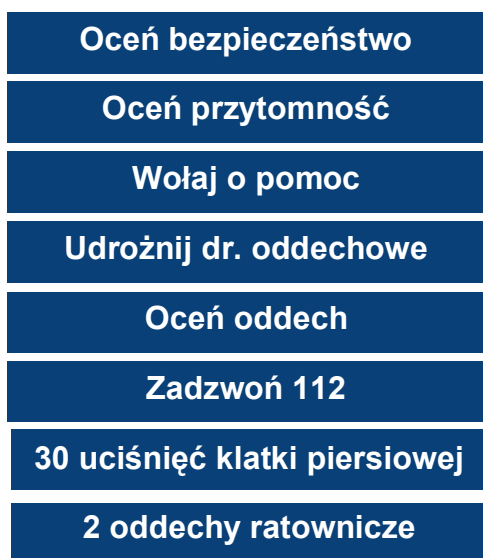 Oceń bezpieczeństwo
Oceń przytomność
Wołaj o pomoc
Udrożnij dr. oddechowe
Oceń oddech
Zadzwoń 112
30 uciśnięć klatki piersiowej
2 oddechy ratownicze